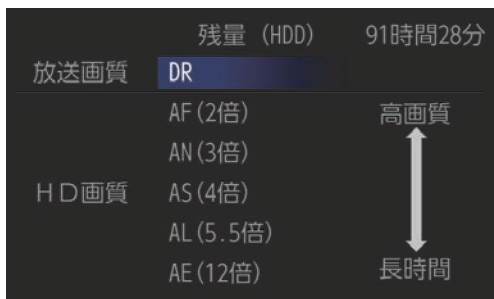 残量 (HDD) 91時間28分
放送画質 DR
AF(2倍) 高画質
AN(3倍)
HD画質 AS(4倍)
AL(5.5倍)
AE(12倍) 長時間